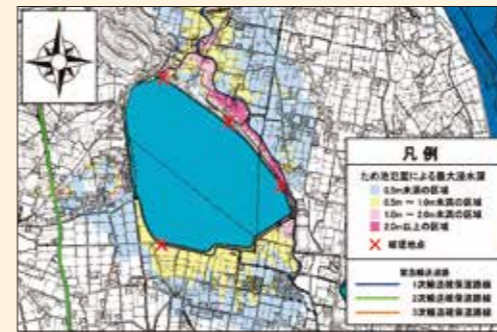 凡例
ため池氾濫による最大浸水深
0.5m未満の区域
0.5m ～ 1.0m未満の区域
1.0m ～ 2.0m未満の区域
2.0m以上の区域
破堤地点
緊急輸送道路
1次輸送確保道路線
2次輸送確保道路線
3次輸送確保道路線